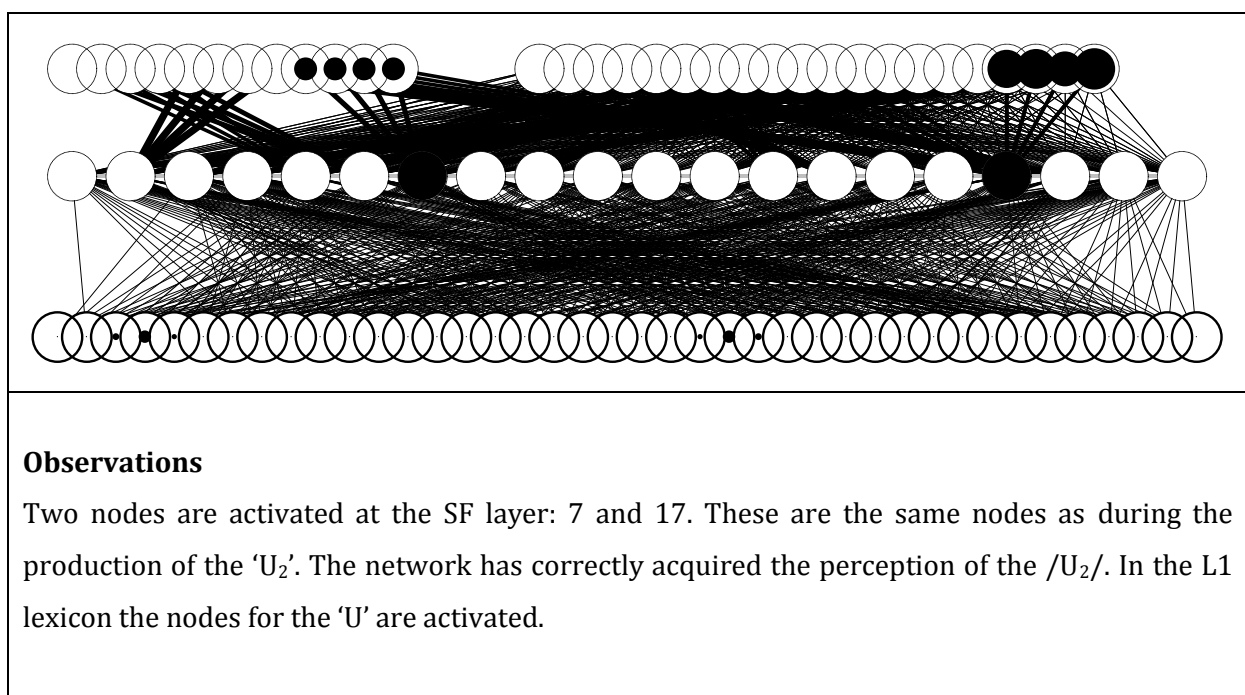 Observations
Two nodes are activated at the SF layer: 7 and 17. These are the same nodes as during the
production of the ‘U₂’. The network has correctly acquired the perception of the /U₂/. In the L1
lexicon the nodes for the ‘U’ are activated.